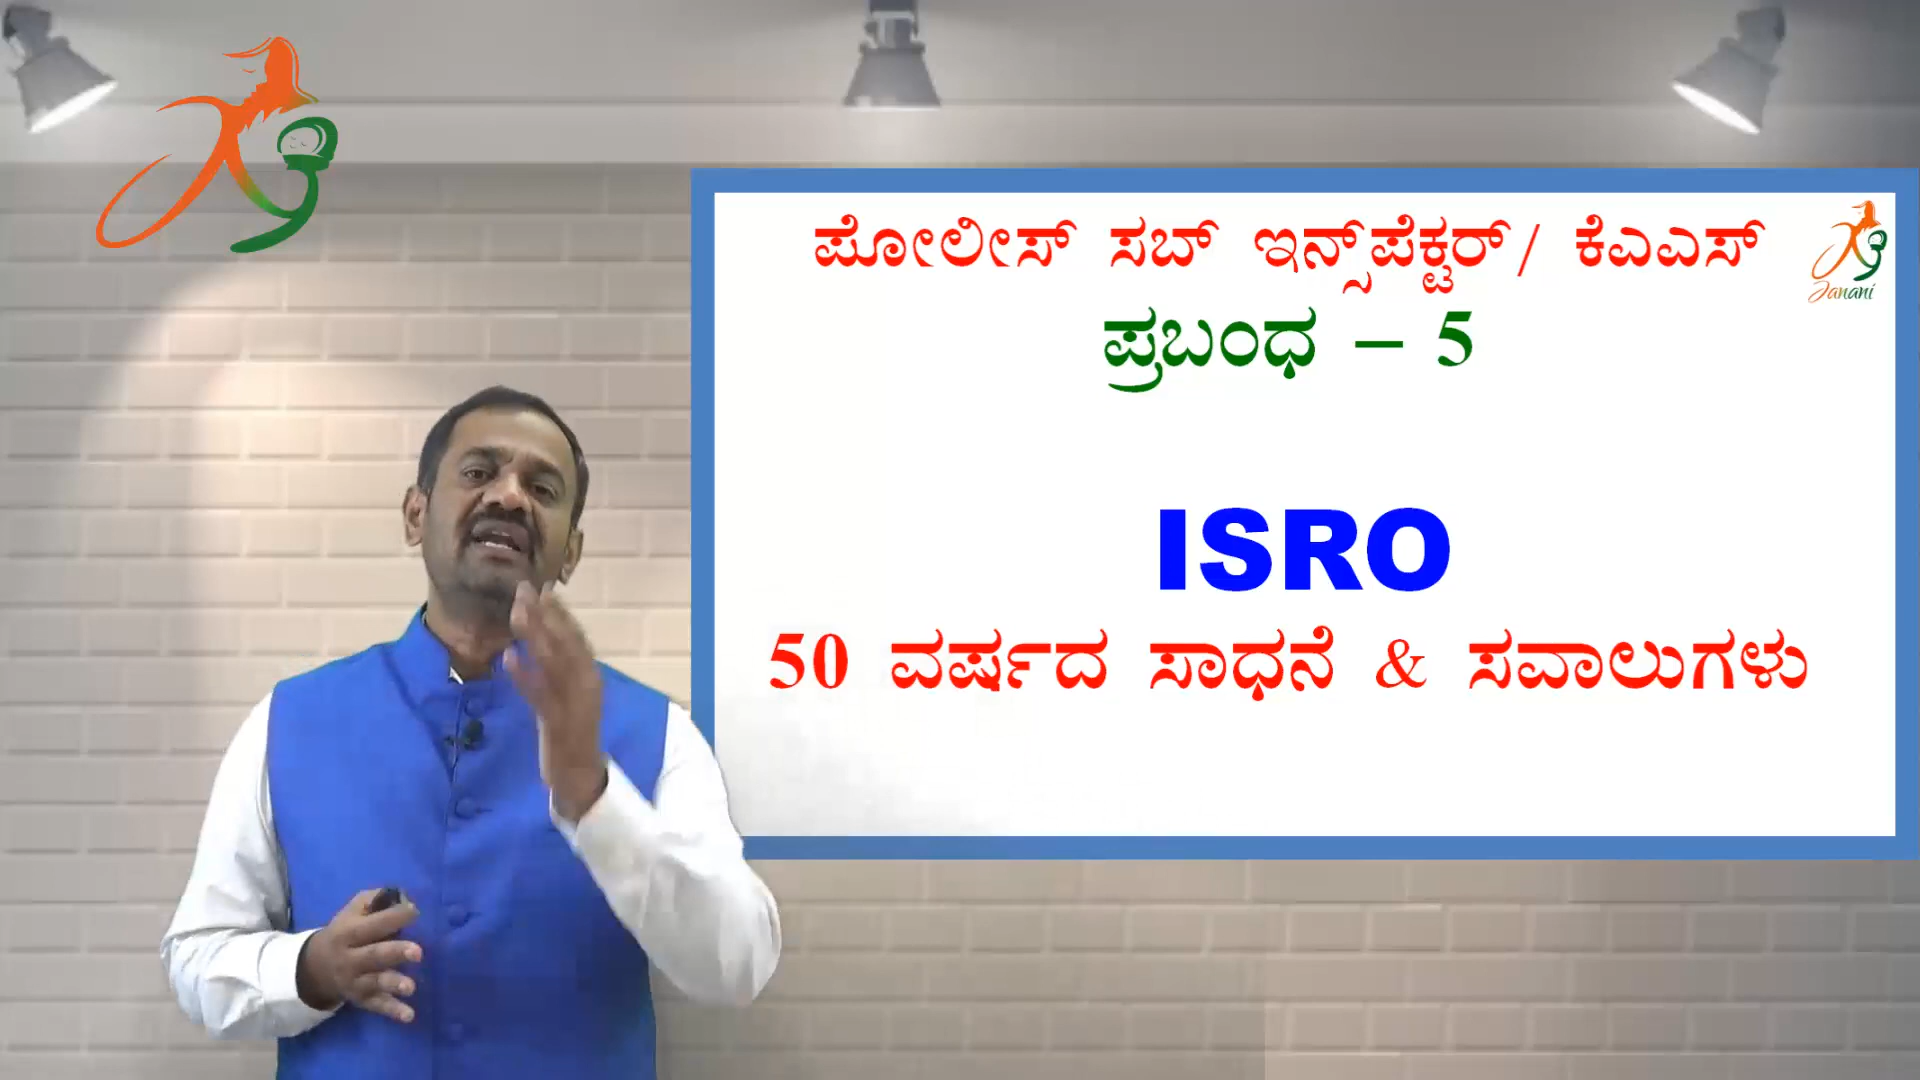 ಪೋಲೀಸ್ ಸಬ್ ಇನ್ಸ್‌ಪೆಕ್ಟರ್/ ಕೆಎಎಸ್
ಪ್ರಬಂಧ – 5
Janani
ISRO
50 ವರ್ಷದ ಸಾಧನೆ & ಸವಾಲುಗಳು